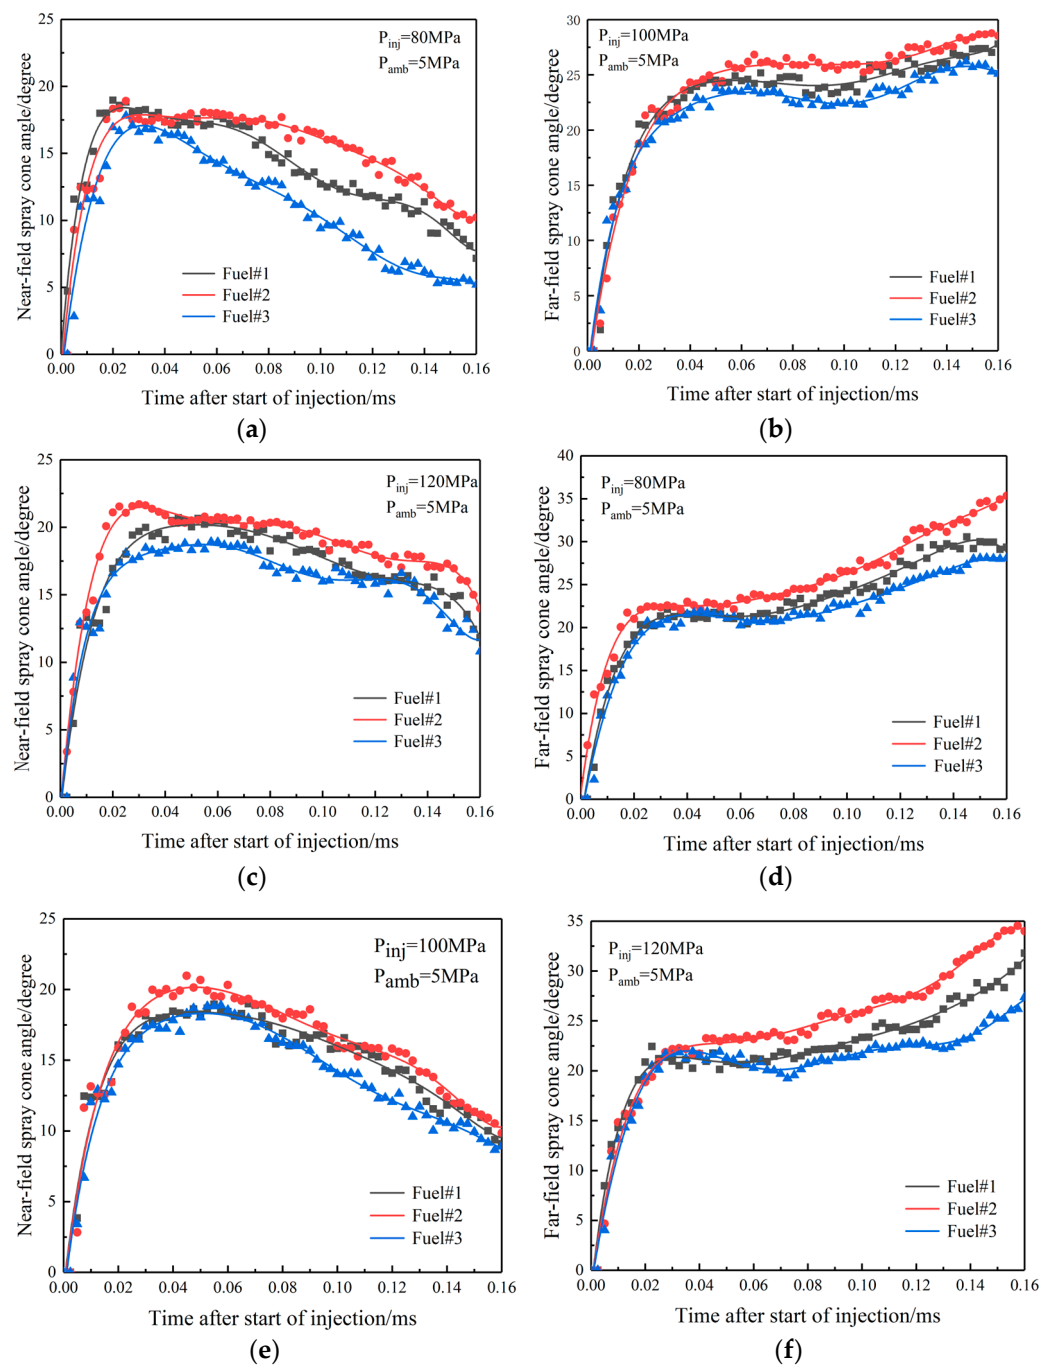 25
20
15
10
5
0
Near-field spray cone angle/degree
P_inj=80MPa
P_amb=5MPa
Fuel#1
Fuel#2
Fuel#3
0.00 0.02 0.04 0.06 0.08 0.10 0.12 0.14 0.16
Time after start of injection/ms
(a)
30
25
20
15
10
5
0
Far-field spray cone angle/degree
P_inj=100MPa
P_amb=5MPa
Fuel#1
Fuel#2
Fuel#3
0.00 0.02 0.04 0.06 0.08 0.10 0.12 0.14 0.16
Time after start of injection/ms
(b)
25
20
15
10
5
0
Near-field spray cone angle/degree
P_inj=120MPa
P_amb=5MPa
Fuel#1
Fuel#2
Fuel#3
0.00 0.02 0.04 0.06 0.08 0.10 0.12 0.14 0.16
Time after start of injection/ms
(c)
40
35
30
25
20
15
10
5
0
Far-field spray cone angle/degree
P_inj=80MPa
P_amb=5MPa
Fuel#1
Fuel#2
Fuel#3
0.00 0.02 0.04 0.06 0.08 0.10 0.12 0.14 0.16
Time after start of injection/ms
(d)
25
20
15
10
5
0
Near-field spray cone angle/degree
P_inj=100MPa
P_amb=5MPa
Fuel#1
Fuel#2
Fuel#3
0.00 0.02 0.04 0.06 0.08 0.10 0.12 0.14 0.16
Time after start of injection/ms
(e)
35
30
25
20
15
10
5
0
Far-field spray cone angle/degree
P_inj=120MPa
P_amb=5MPa
Fuel#1
Fuel#2
Fuel#3
0.00 0.02 0.04 0.06 0.08 0.10 0.12 0.14 0.16
Time after start of injection/ms
(f)